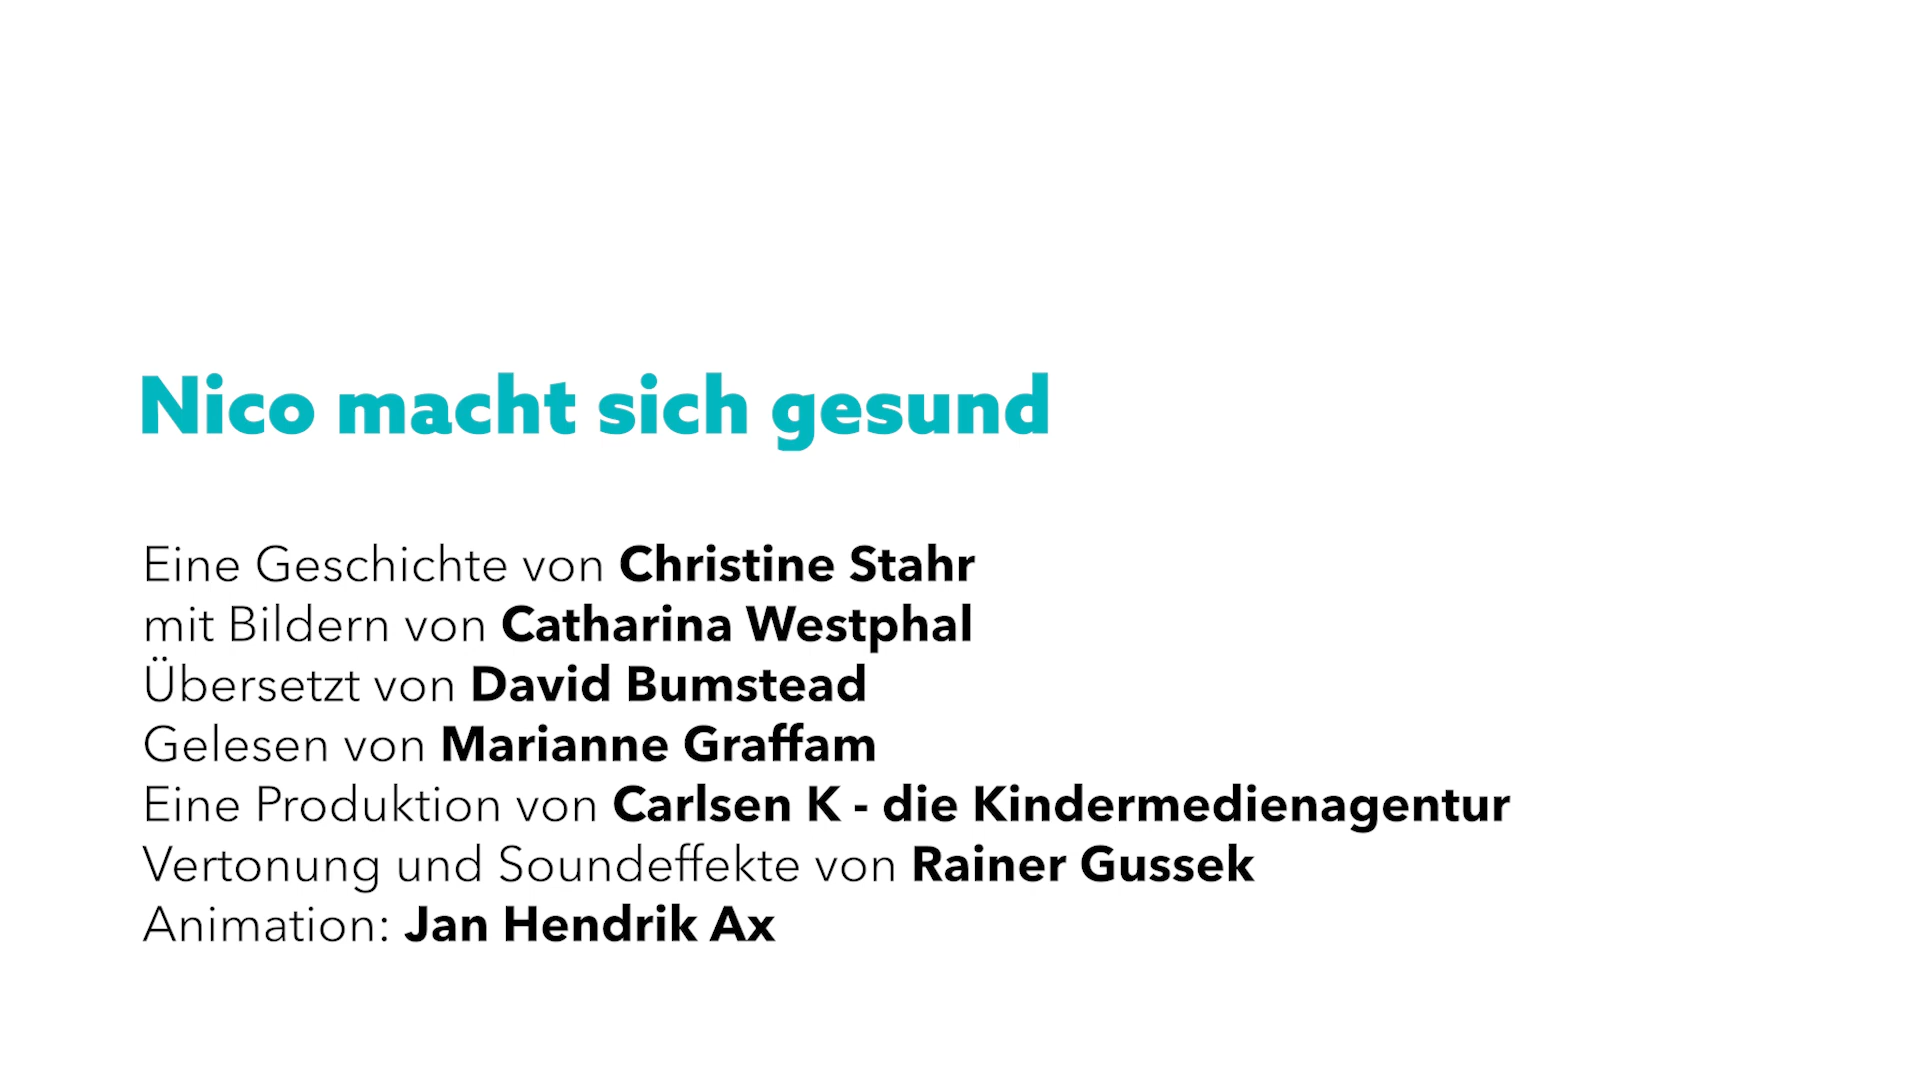 Nico macht sich gesund
Eine Geschichte von Christine Stahr
mit Bildern von Catharina Westphal
Übersetzt von David Bumstead
Gelesen von Marianne Graffam
Eine Produktion von Carlsen K - die Kindermedienagentur
Vertonung und Soundeffekte von Rainer Gussek
Animation: Jan Hendrik Ax